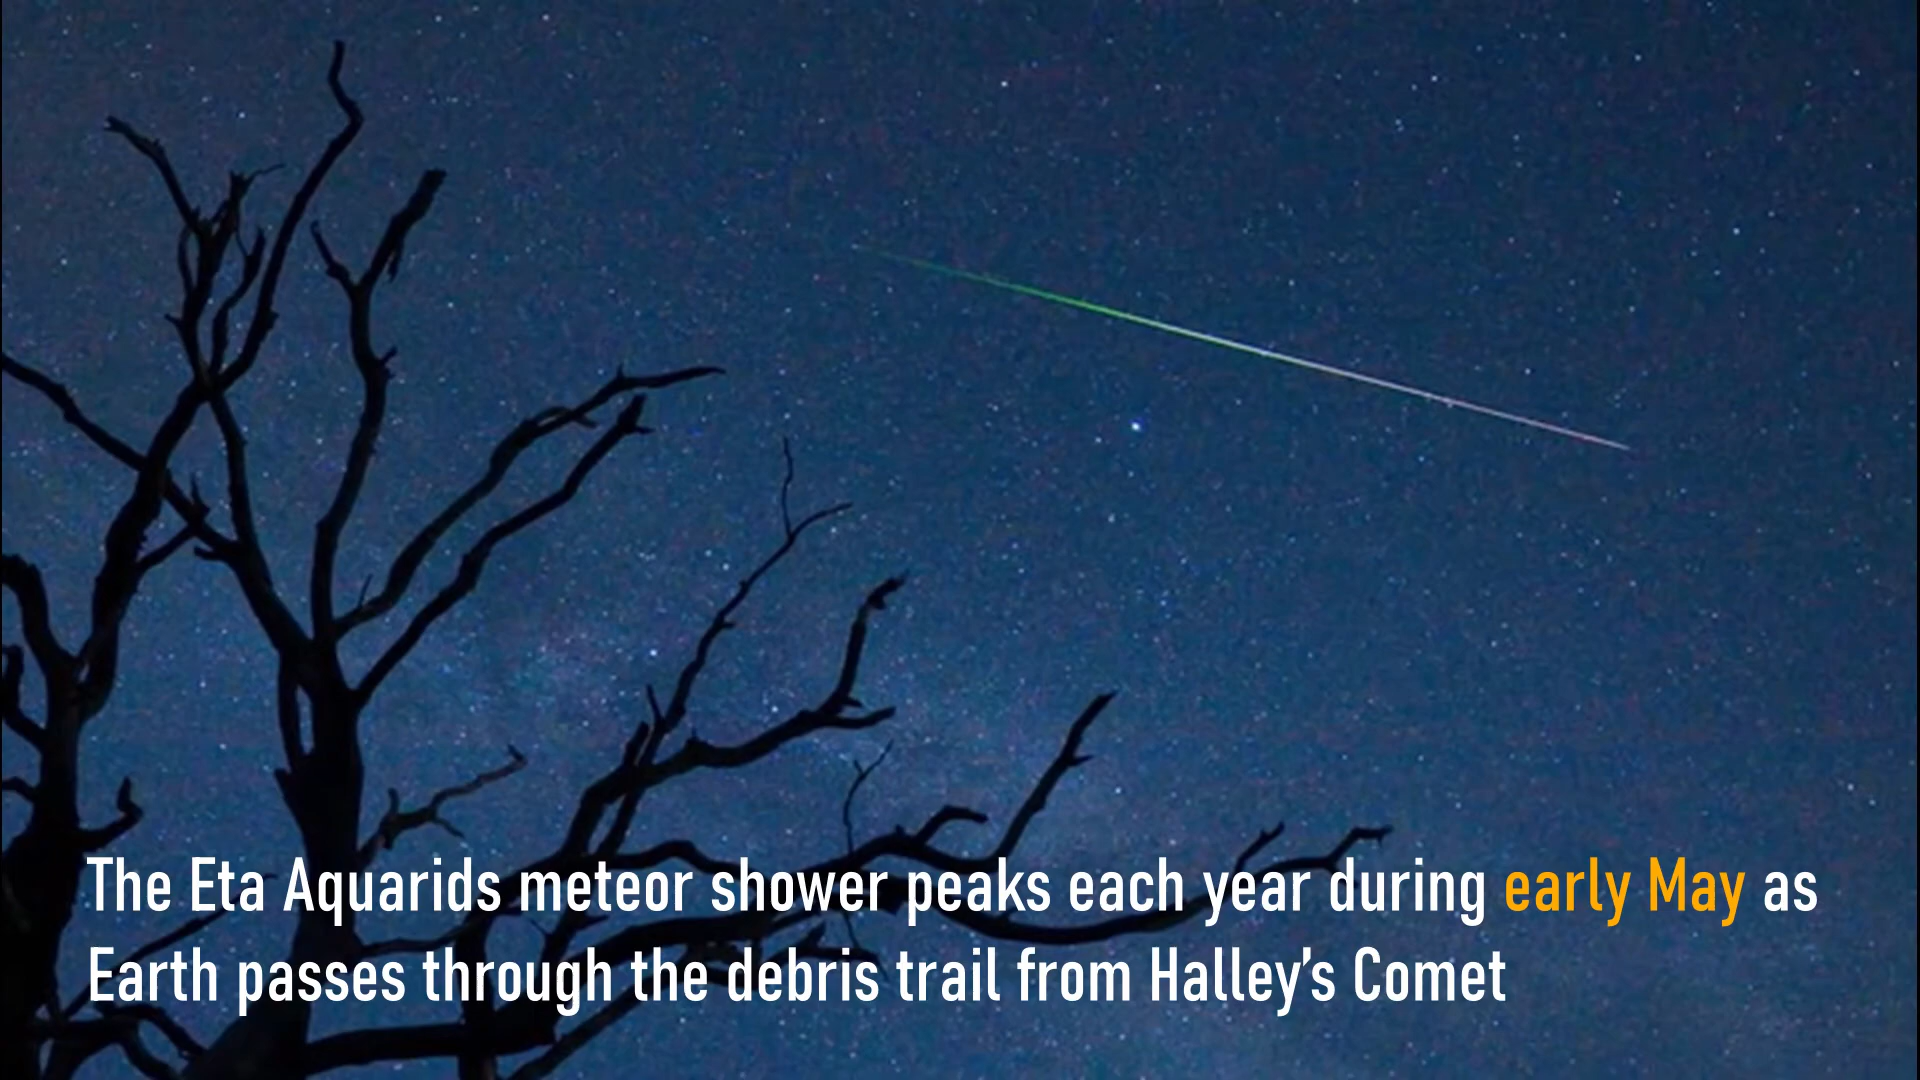 The Eta Aquarids meteor shower peaks each year during early May as
Earth passes through the debris trail from Halley’s Comet